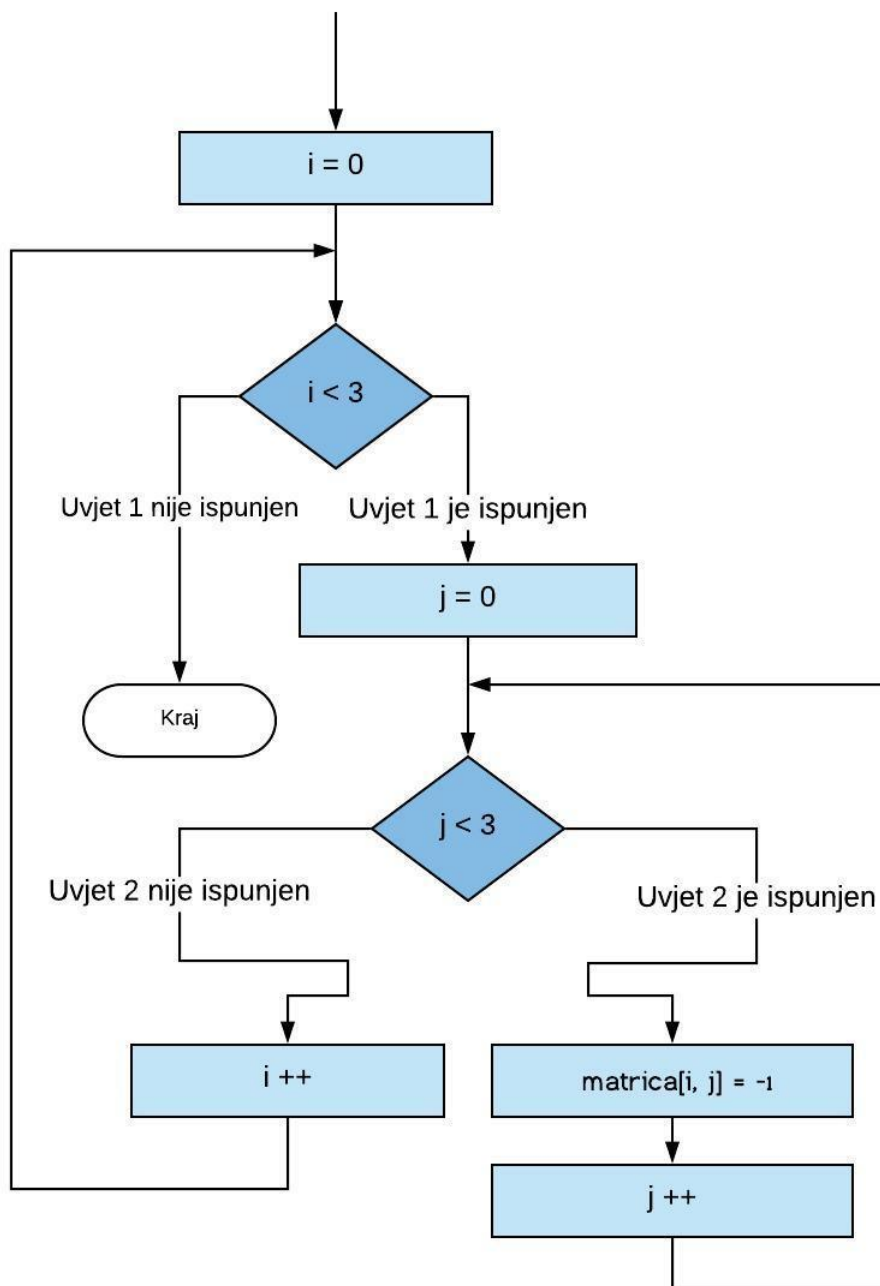 i = 0
i < 3
Uvjet 1 nije ispunjen
Uvjet 1 je ispunjen
j = 0
Kraj
j < 3
Uvjet 2 nije ispunjen
Uvjet 2 je ispunjen
i ++
matrica[i, j] = -1
j ++